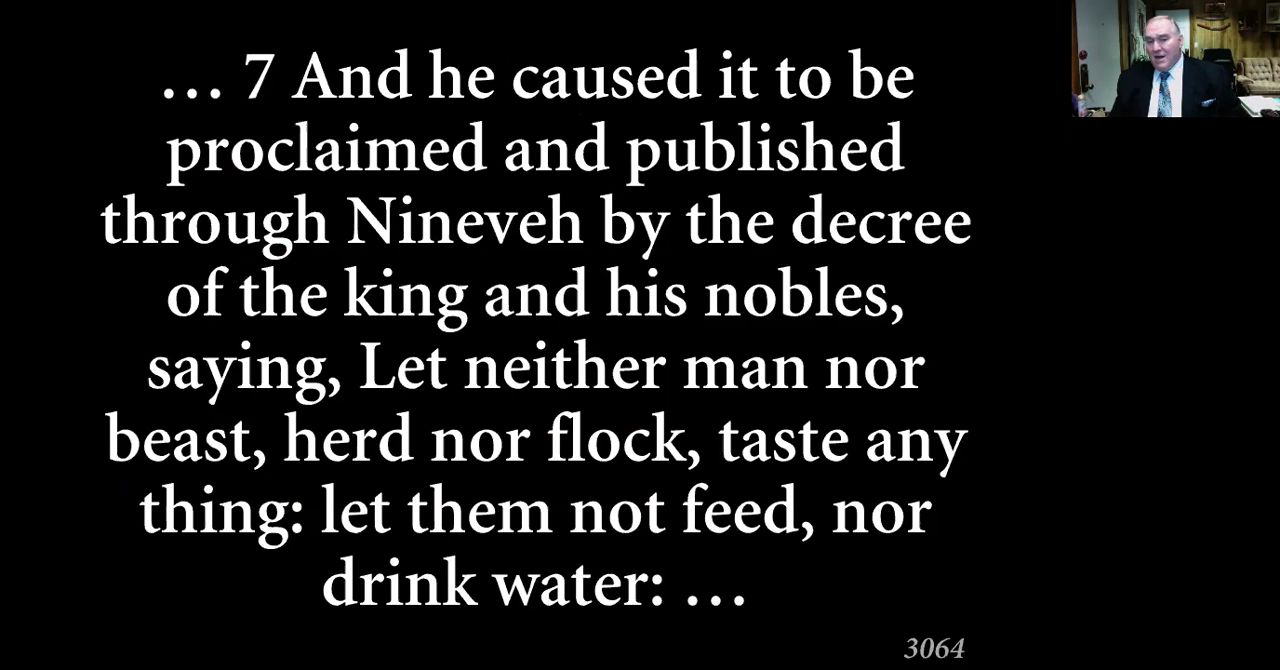 … 7 And he caused it to be
proclaimed and published
through Nineveh by the decree
of the king and his nobles,
saying, Let neither man nor
beast, herd nor flock, taste any
thing: let them not feed, nor
drink water: …
3064